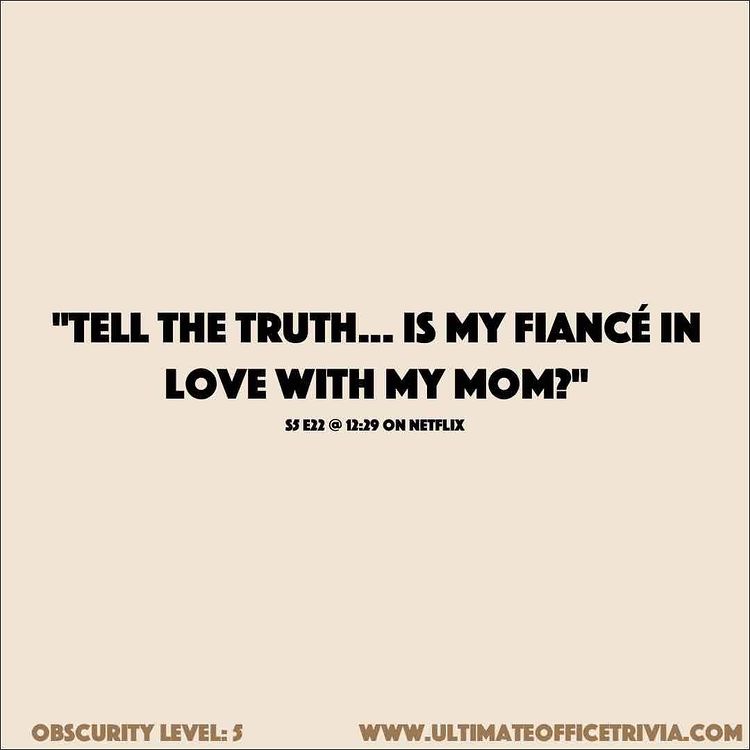 "TELL THE TRUTH... IS MY FIANCÉ IN
LOVE WITH MY MOM?"
S5 E22 @ 12:29 ON NETFLIX
OBSCURITY LEVEL: 5
WWW.ULTIMATEOFFICETRIVIA.COM